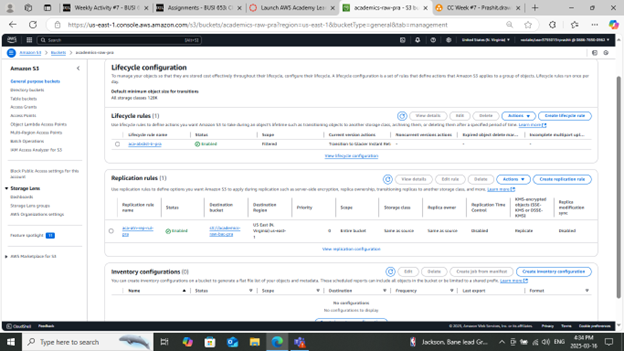 Weekly Activity #7 - BUSI
Assignments - BUSI 653: C
Launch AWS Academy Lea
academics-raw-pra - S3 b
CC Week #7 - Prashit.d
https://us-east-1.console.aws.amazon.com/s3/buckets/academics-raw-pra?region=us-east-1&bucketType=general&tab=management
aws
Search
United States (N. Virginia)
Amazon S3 > Buckets > academics-raw-pra
Amazon S3
General purpose buckets
Directory buckets
Table buckets
Access Grants
Access Points
Object Lambda Access Points
Multi-Region Access Points
Batch Operations
IAM Access Analyzer for S3
Block Public Access settings for this account
Storage Lens
Dashboards
Storage Lens groups
AWS Organizations settings
Feature spotlight
AWS Marketplace for S3
Lifecycle configuration
To manage your objects so that they are stored cost effectively throughout their lifecycle, configure their lifecycle. A lifecycle configuration is a set of rules that define actions that Amazon S3 applies to a group of objects. Lifecycle rules run once per day.
Default minimum object size for transitions
All storage classes 128K
Lifecycle rules (1)
View details
Edit
Delete
Actions
Create lifecycle rule
Use lifecycle rules to define actions you want Amazon S3 to take during an object's lifetime such as transitioning objects to another storage class, archiving them, or deleting them after a specified period of time. Learn more
Lifecycle rule name
Status
Scope
Current version actions
Noncurrent versions actions
Expired object delete mar...
Incomplete multipart upl...
Enabled
Filtered
Transition to Glacier Instant Retr
-
-
-
View lifecycle configuration
Replication rules (1)
View details
Edit rule
Delete
Actions
Create replication rule
Use replication rules to define options you want Amazon S3 to apply during replication such as server-side encryption, replica ownership, transitioning replicas to another storage class, and more. Learn more
Replication rule name
Status
Destination bucket
Destination Region
Priority
Scope
Storage class
Replica owner
Replication Time Control
KMS-encrypted objects (SSE-KMS or DSSE-KMS)
Replica modification sync
Enabled
US East (N. Virginia) us-east-1
0
Entire bucket
Same as source
Same as source
Disabled
Replicate
Disabled
View replication configuration
Inventory configurations (0)
Edit
Delete
Create job from manifest
Create inventory configuration
You can create inventory configurations on a bucket to generate a flat file list of your objects and metadata. These scheduled reports can include all objects in the bucket or be limited to a shared prefix. Learn more
Name
Status
Scope
Destination
Frequency
Last export
Format
No configurations
No configurations to display
CloudShell
Feedback
© 2025, Amazon Web Services, Inc. or its affiliates.
Privacy
Terms
Cookie preferences
Type here to search
Jackson, Bane lead Gr...
ENG
4:34 PM
2025-03-16